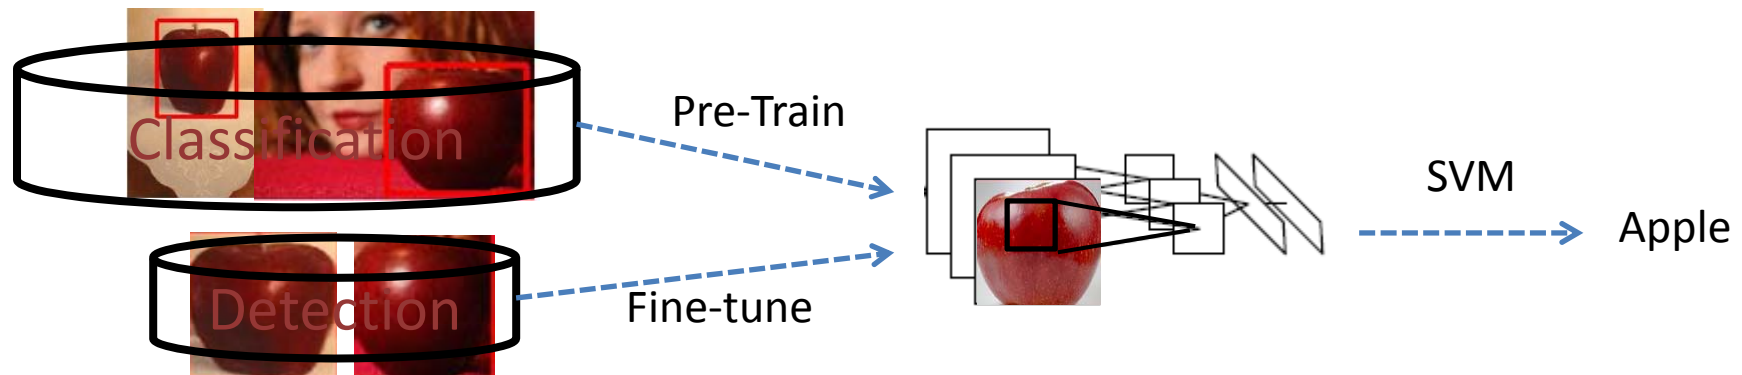 Classification
Pre-Train
SVM
Apple
Detection
Fine-tune